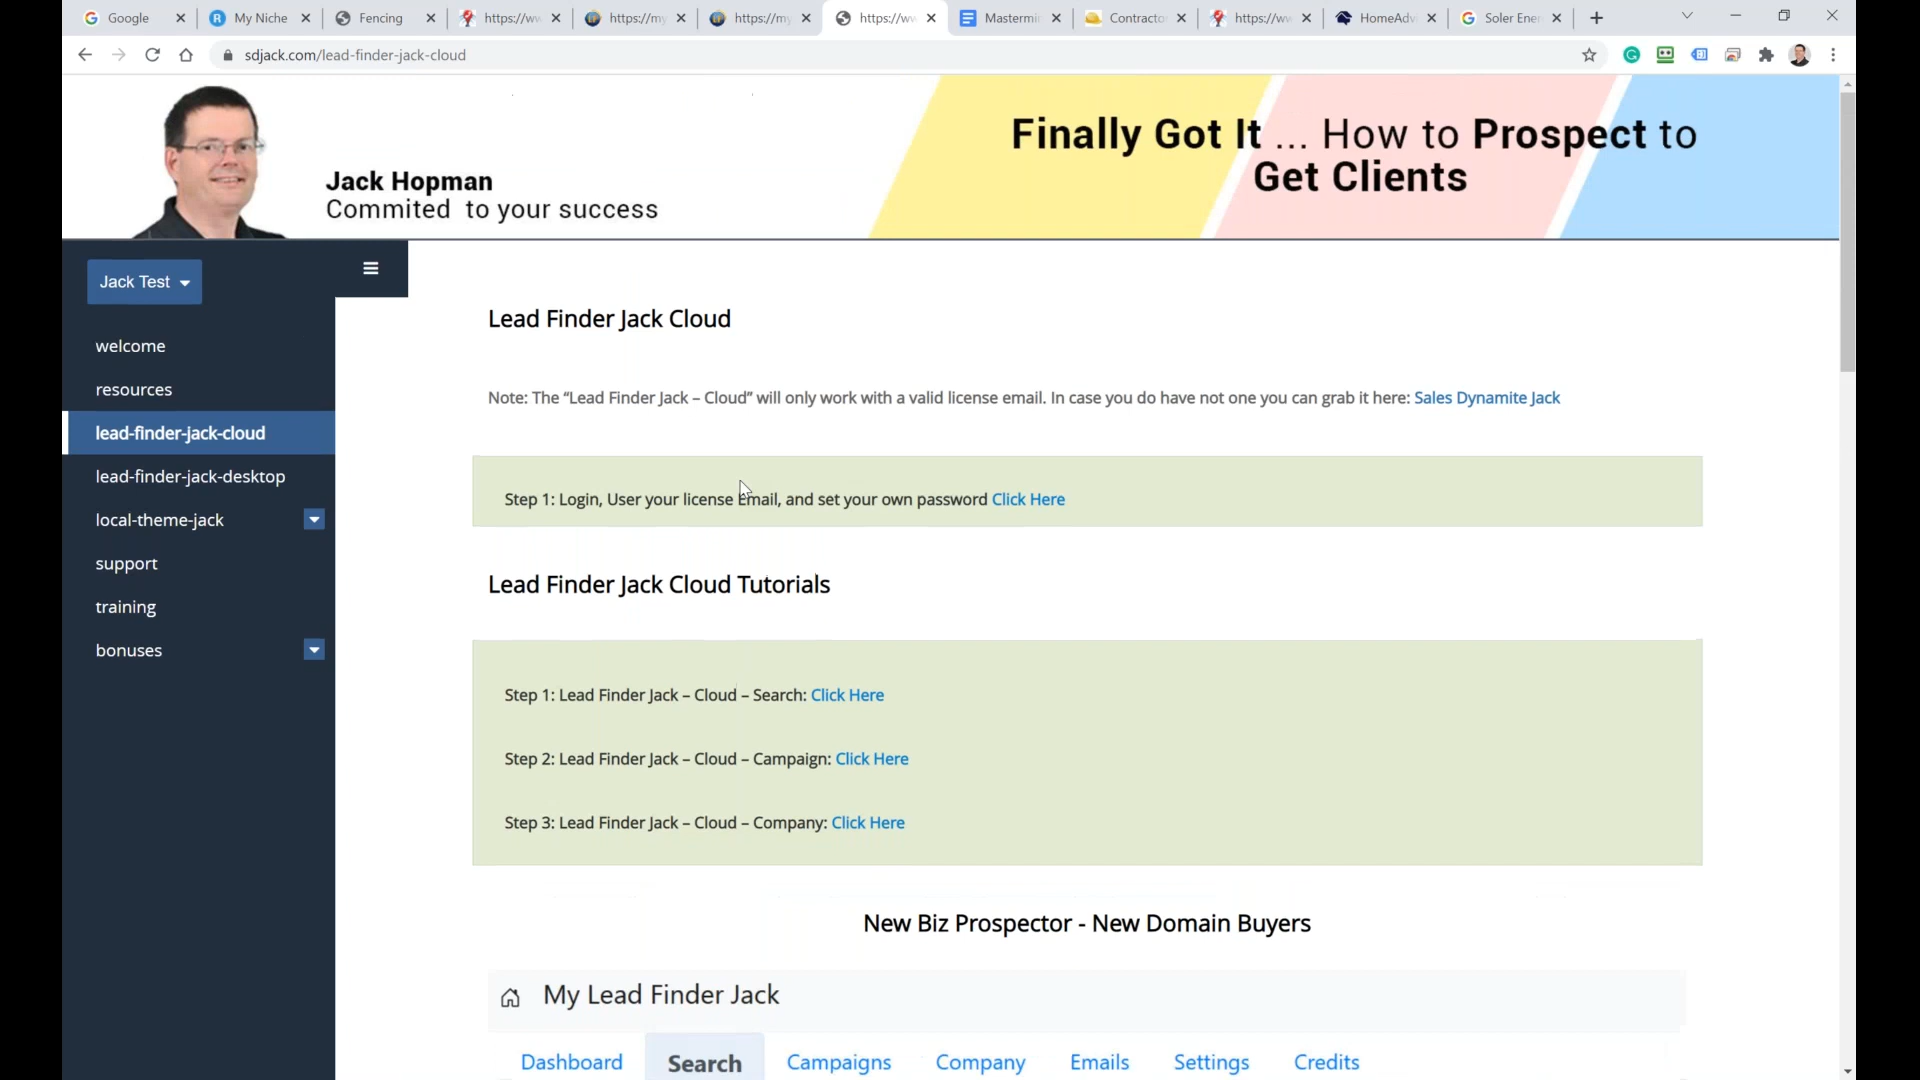 Google
My Niche
Fencing
https://ww
https://my
https://my
https://ww
Mastermin
Contracto
https://ww
HomeAdv
Soler Ener
sdjack.com/lead-finder-jack-cloud
Jack Hopman
Commited to your success
Finally Got It ... How to Prospect to
Get Clients
Jack Test
welcome
resources
lead-finder-jack-cloud
lead-finder-jack-desktop
local-theme-jack
support
training
bonuses
Lead Finder Jack Cloud
Note: The “Lead Finder Jack – Cloud” will only work with a valid license email. In case you do have not one you can grab it here: Sales Dynamite Jack
Step 1: Login, User your license Email, and set your own password Click Here
Lead Finder Jack Cloud Tutorials
Step 1: Lead Finder Jack – Cloud – Search: Click Here
Step 2: Lead Finder Jack – Cloud – Campaign: Click Here
Step 3: Lead Finder Jack – Cloud – Company: Click Here
New Biz Prospector - New Domain Buyers
My Lead Finder Jack
Dashboard Search Campaigns Company Emails Settings Credits